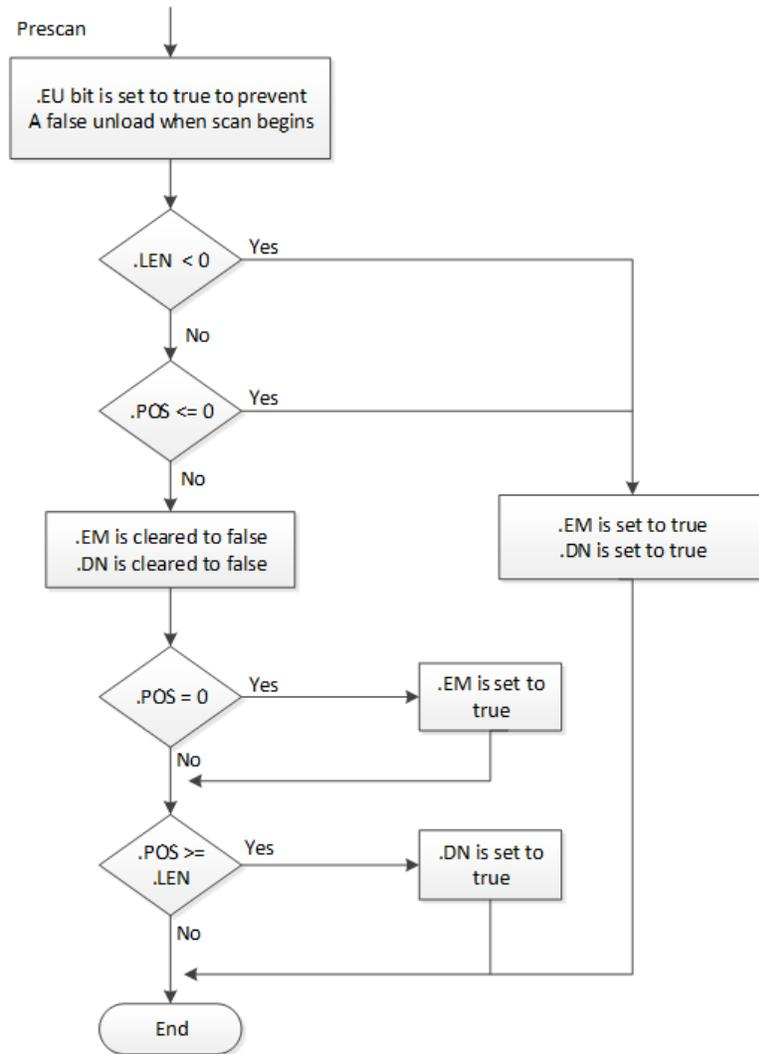 Prescan
.EU bit is set to true to prevent
A false unload when scan begins
.LEN < 0
Yes
No
.POS <= 0
Yes
No
.EM is cleared to false
.DN is cleared to false
.EM is set to true
.DN is set to true
.POS = 0
Yes
.EM is set to
true
No
.POS >=
.LEN
Yes
.DN is set to
true
No
End